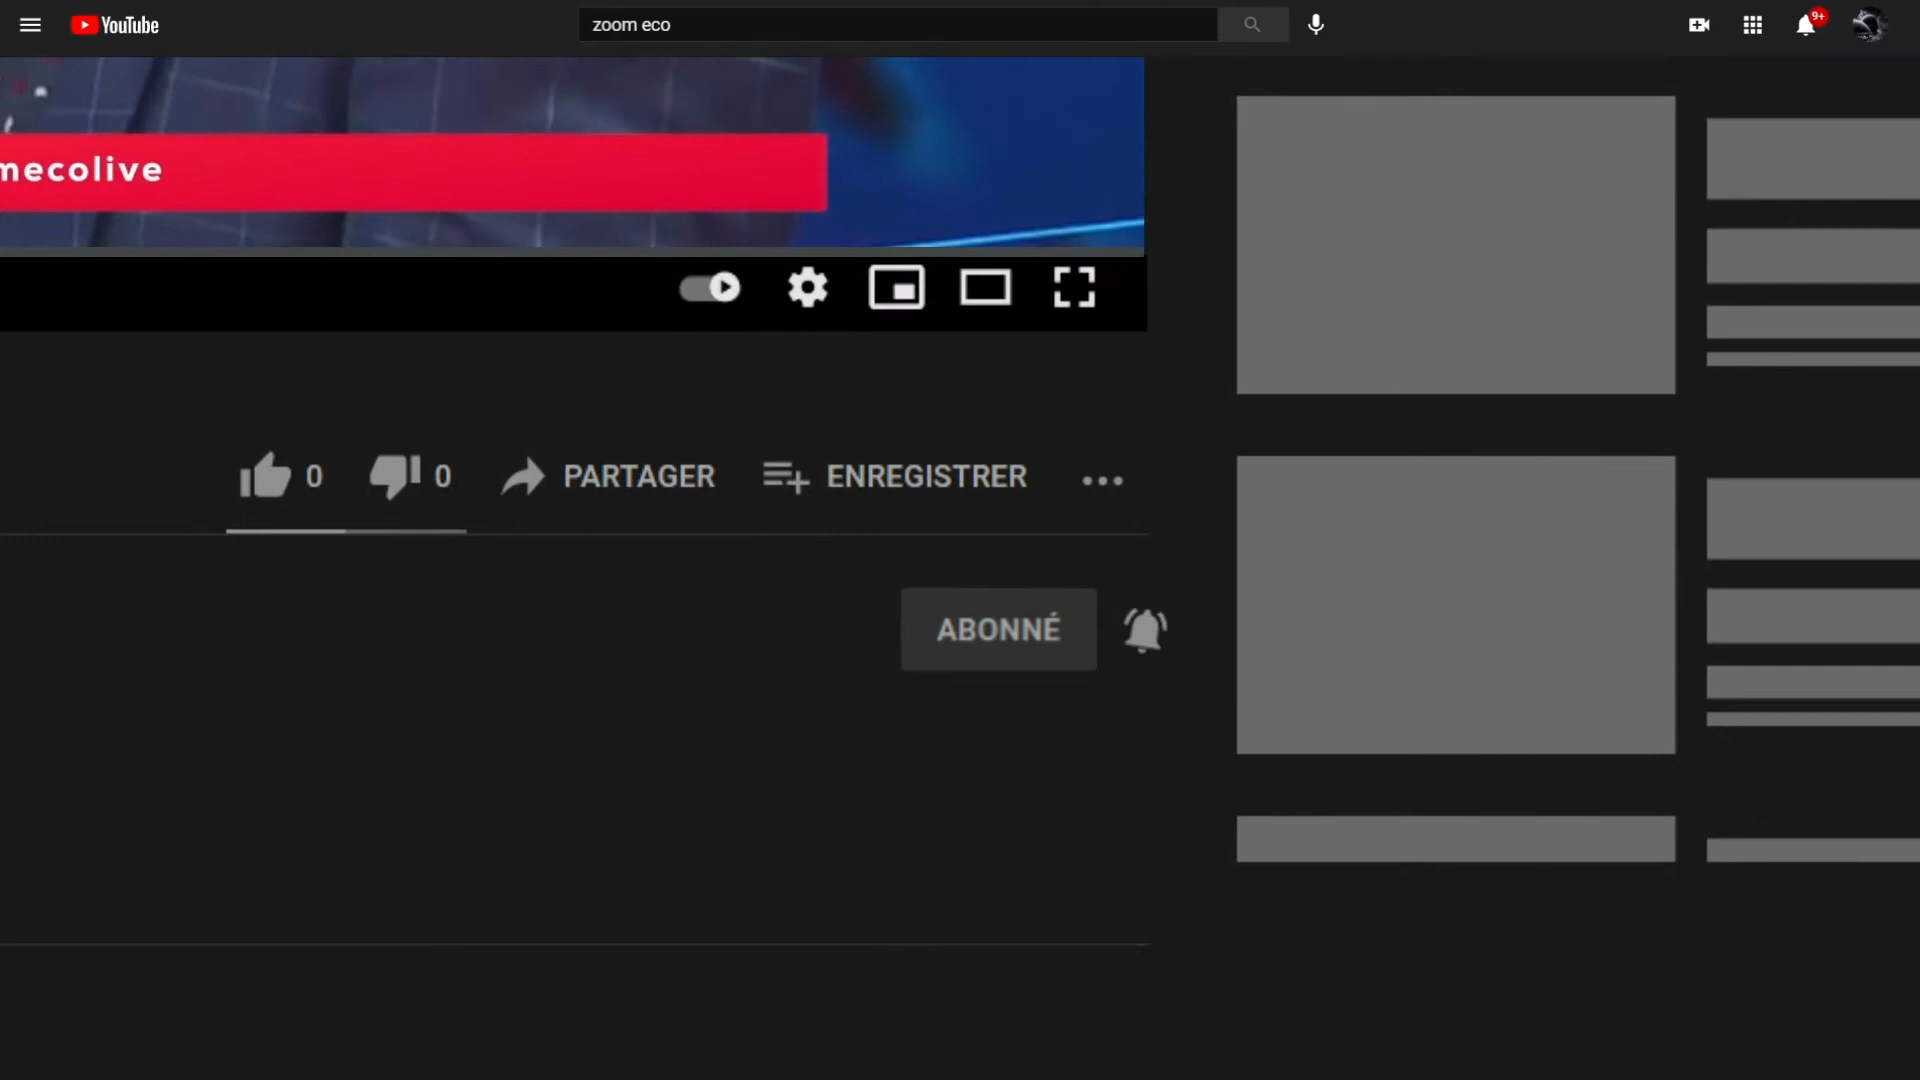 YouTube
zoom eco
9+
mecolive
0
0
PARTAGER
ENREGISTRER
ABONNÉ